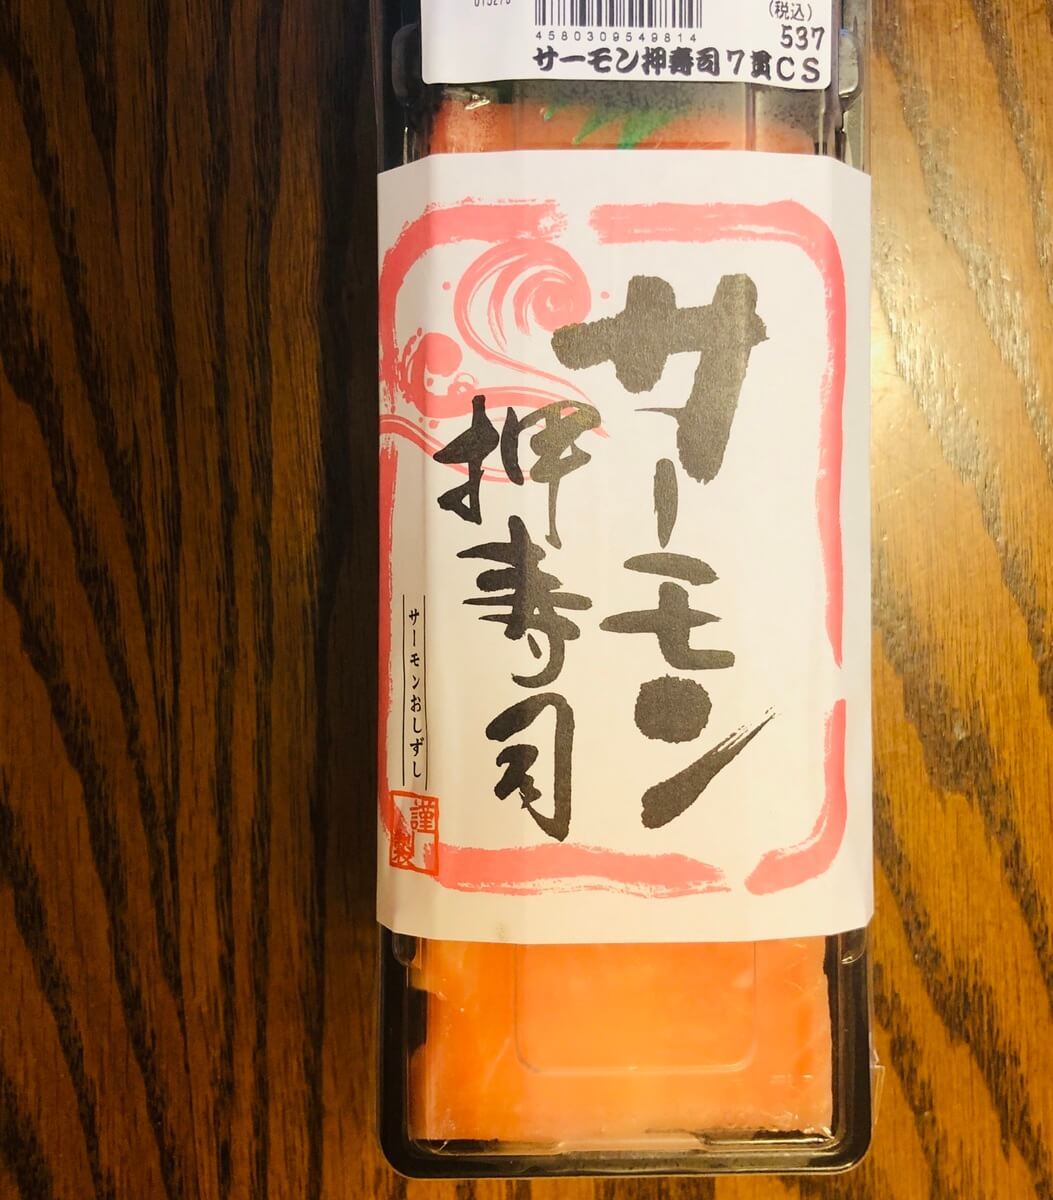 4580309549814
(税込)
537
サーモン押寿司7貫CS
サーモン
押寿司
サーモンおしずし
謹製